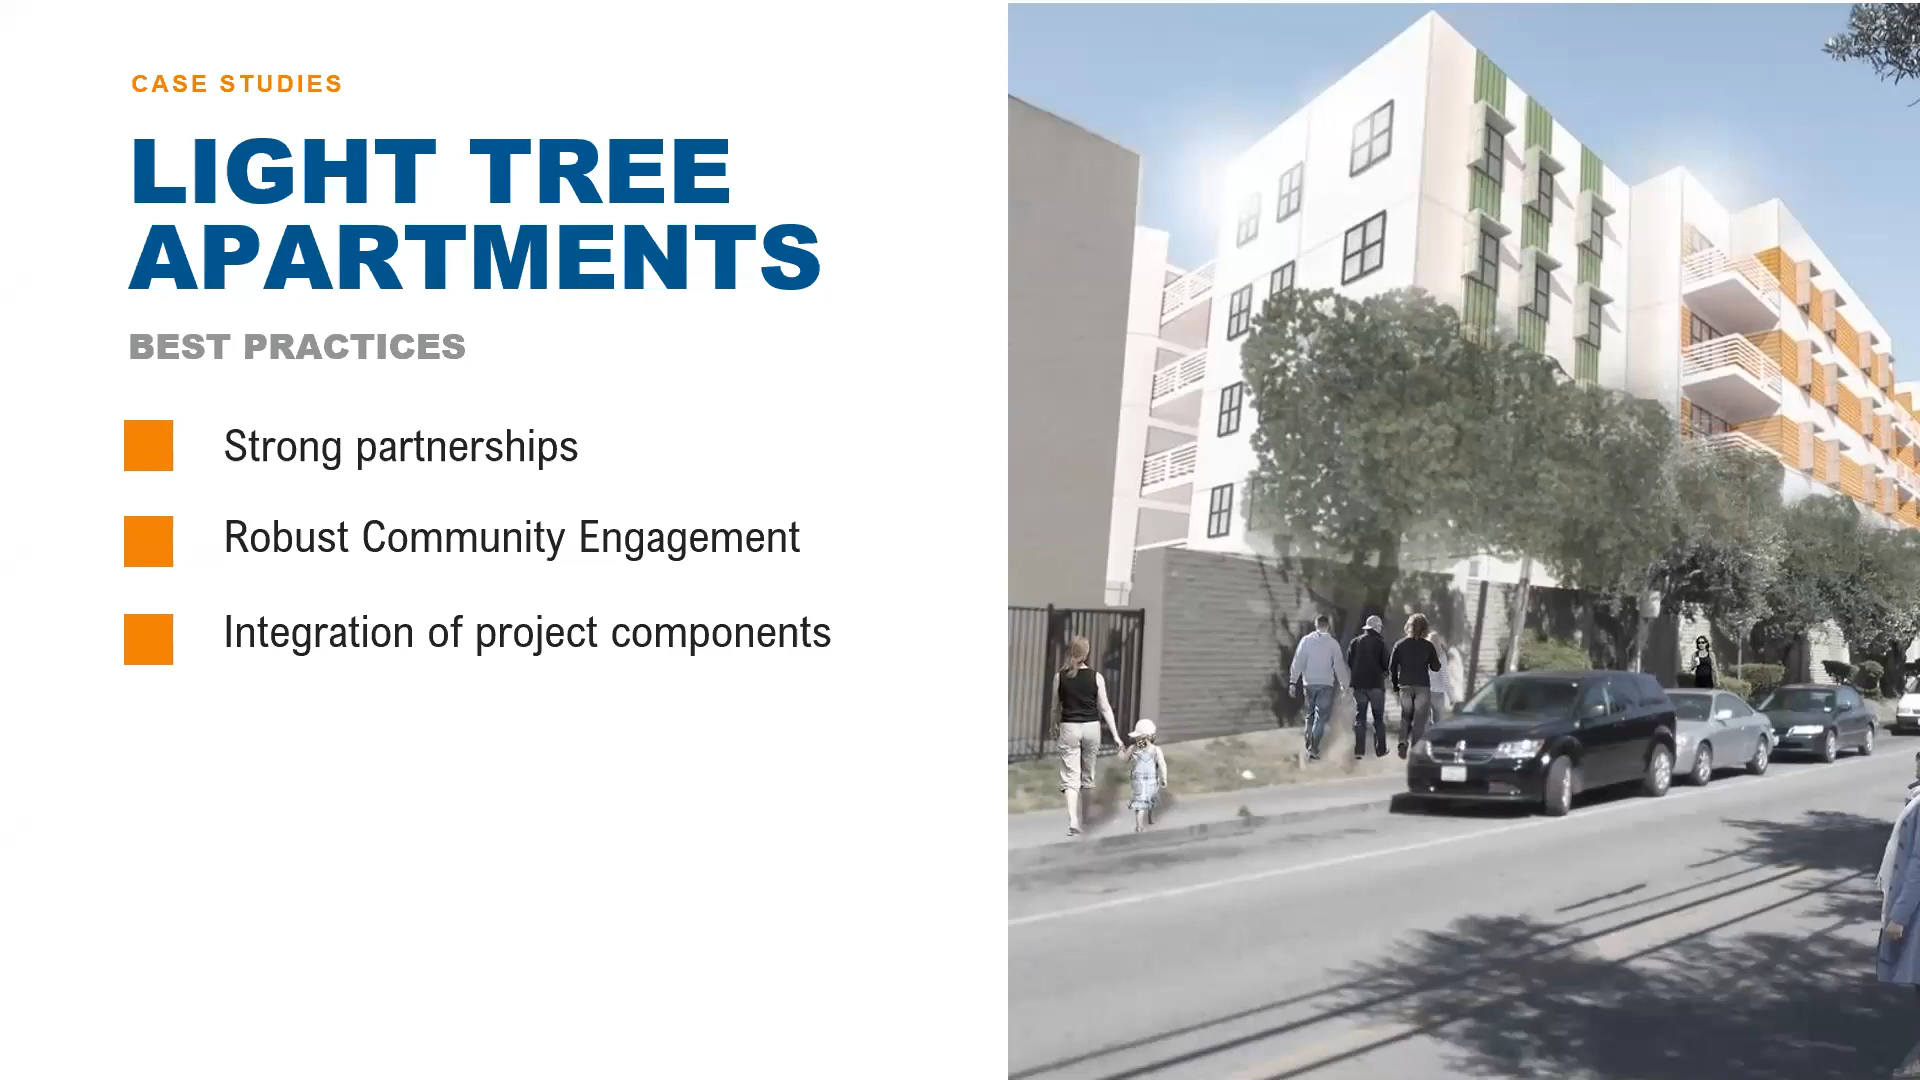 CASE STUDIES
LIGHT TREE
APARTMENTS
BEST PRACTICES
Strong partnerships
Robust Community Engagement
Integration of project components